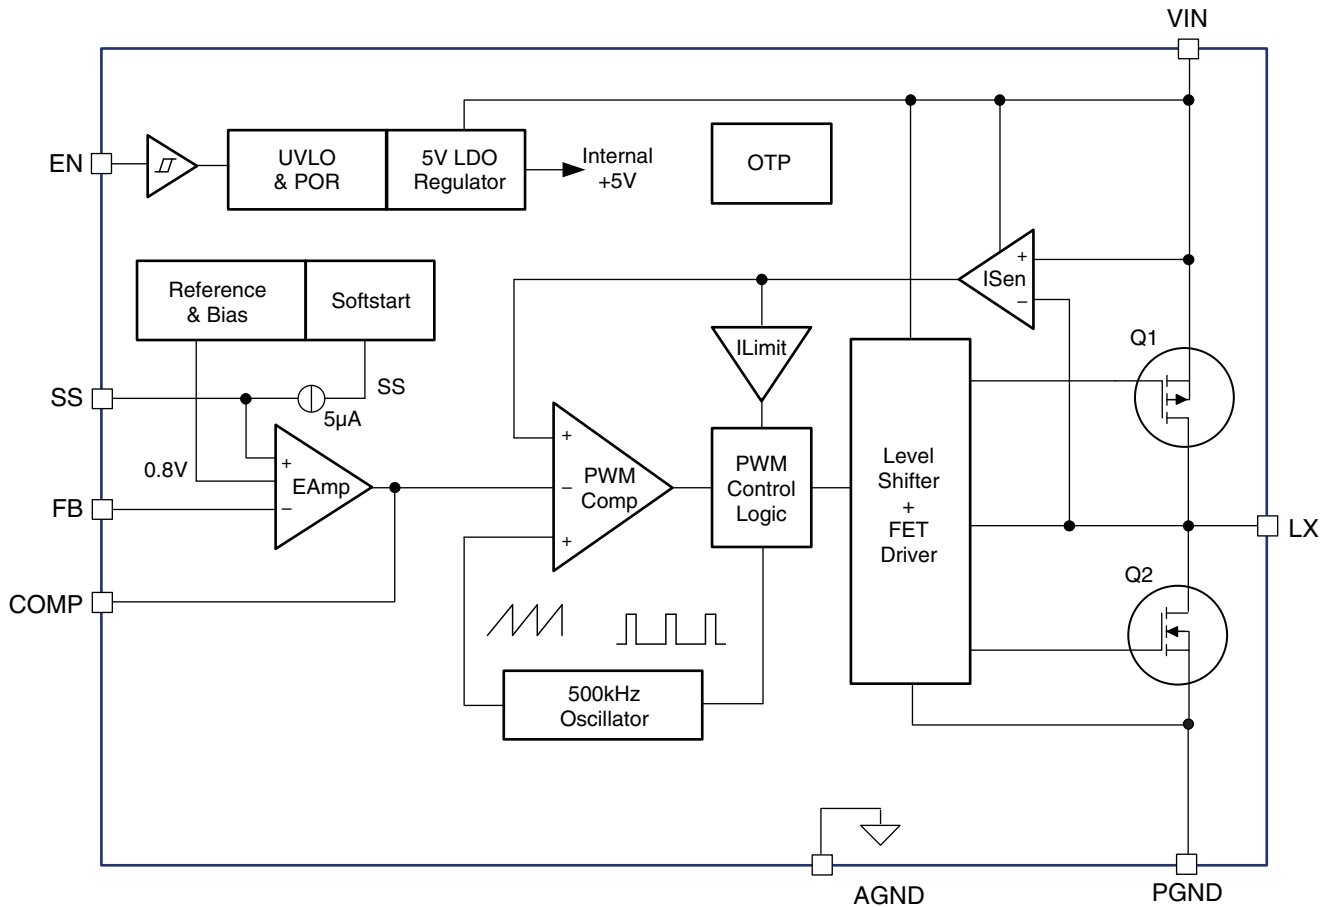 VIN
EN
UVLO
& POR
5V LDO
Regulator
Internal
+5V
OTP
Reference
& Bias
Softstart
+
ISen
−
Q1
ILimit
SS
SS
5µA
0.8V
+
EAmp
−
FB
+
PWM
Comp
−
+
PWM
Control
Logic
Level
Shifter
+
FET
Driver
LX
COMP
Q2
500kHz
Oscillator
AGND
PGND